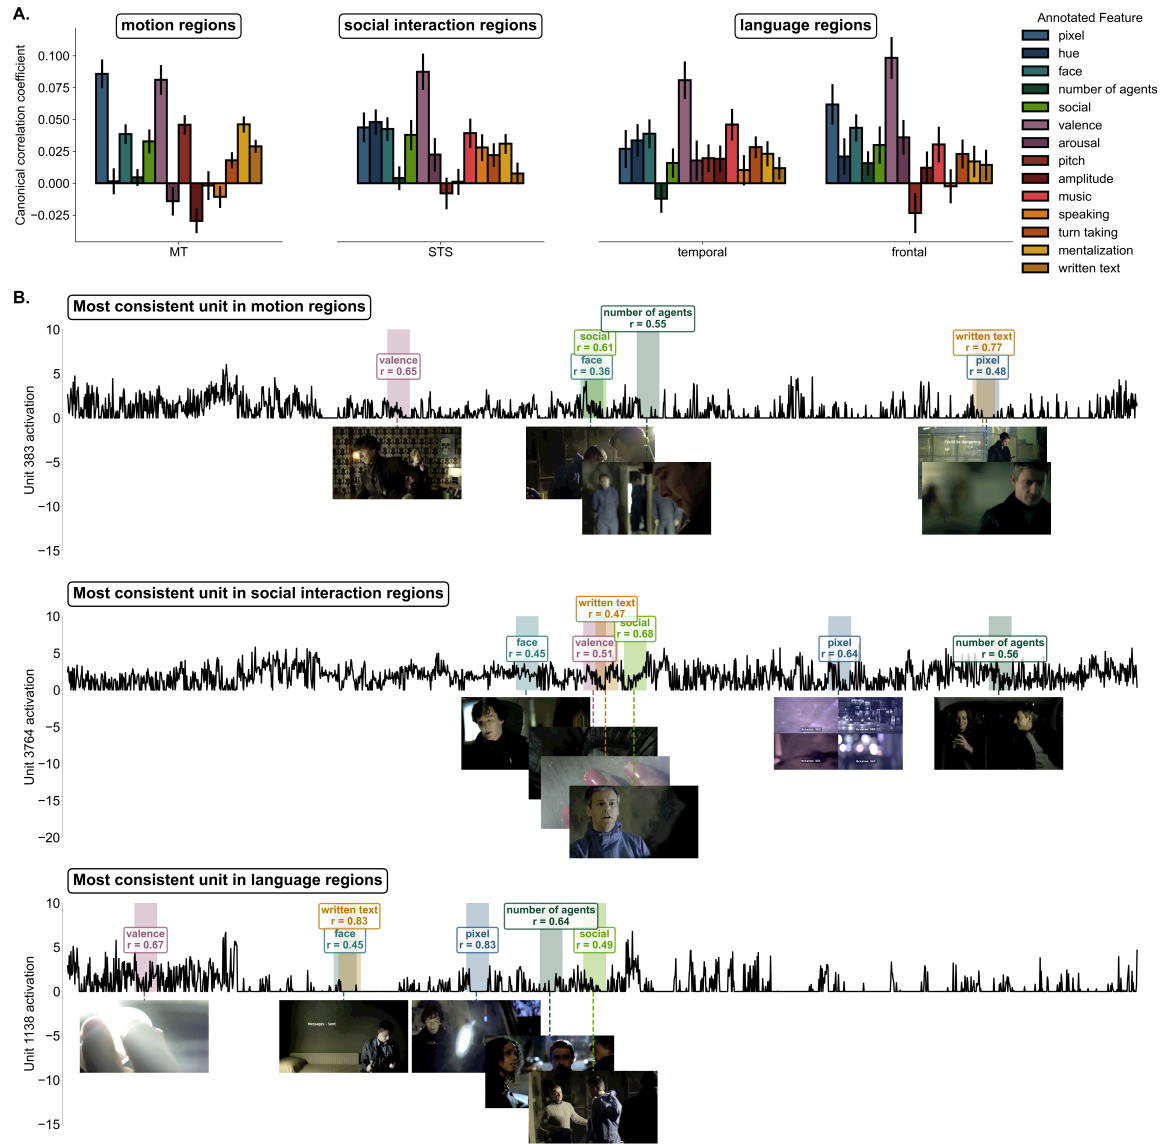 A.
motion regions
social interaction regions
language regions
Annotated Feature
pixel
hue
face
number of agents
social
valence
arousal
pitch
amplitude
music
speaking
turn taking
mentalization
written text
Canonical correlation coefficient
0.100
0.075
0.050
0.025
0.000
−0.025
MT
STS
temporal
frontal
B.
Most consistent unit in motion regions
Unit 383 activation
10
5
0
−5
−10
−15
valence
r = 0.65
social
r = 0.61
face
r = 0.36
number of agents
r = 0.55
written text
r = 0.77
pixel
r = 0.48
Could be dangerous.
Most consistent unit in social interaction regions
Unit 3764 activation
10
5
0
−5
−10
−15
−20
face
r = 0.45
written text
r = 0.47
valence
r = 0.51
social
r = 0.68
pixel
r = 0.64
number of agents
r = 0.56
Most consistent unit in language regions
Unit 1138 activation
10
5
0
−5
−10
−15
valence
r = 0.67
written text
r = 0.83
face
r = 0.45
pixel
r = 0.83
number of agents
r = 0.64
social
r = 0.49
Messages - Sent